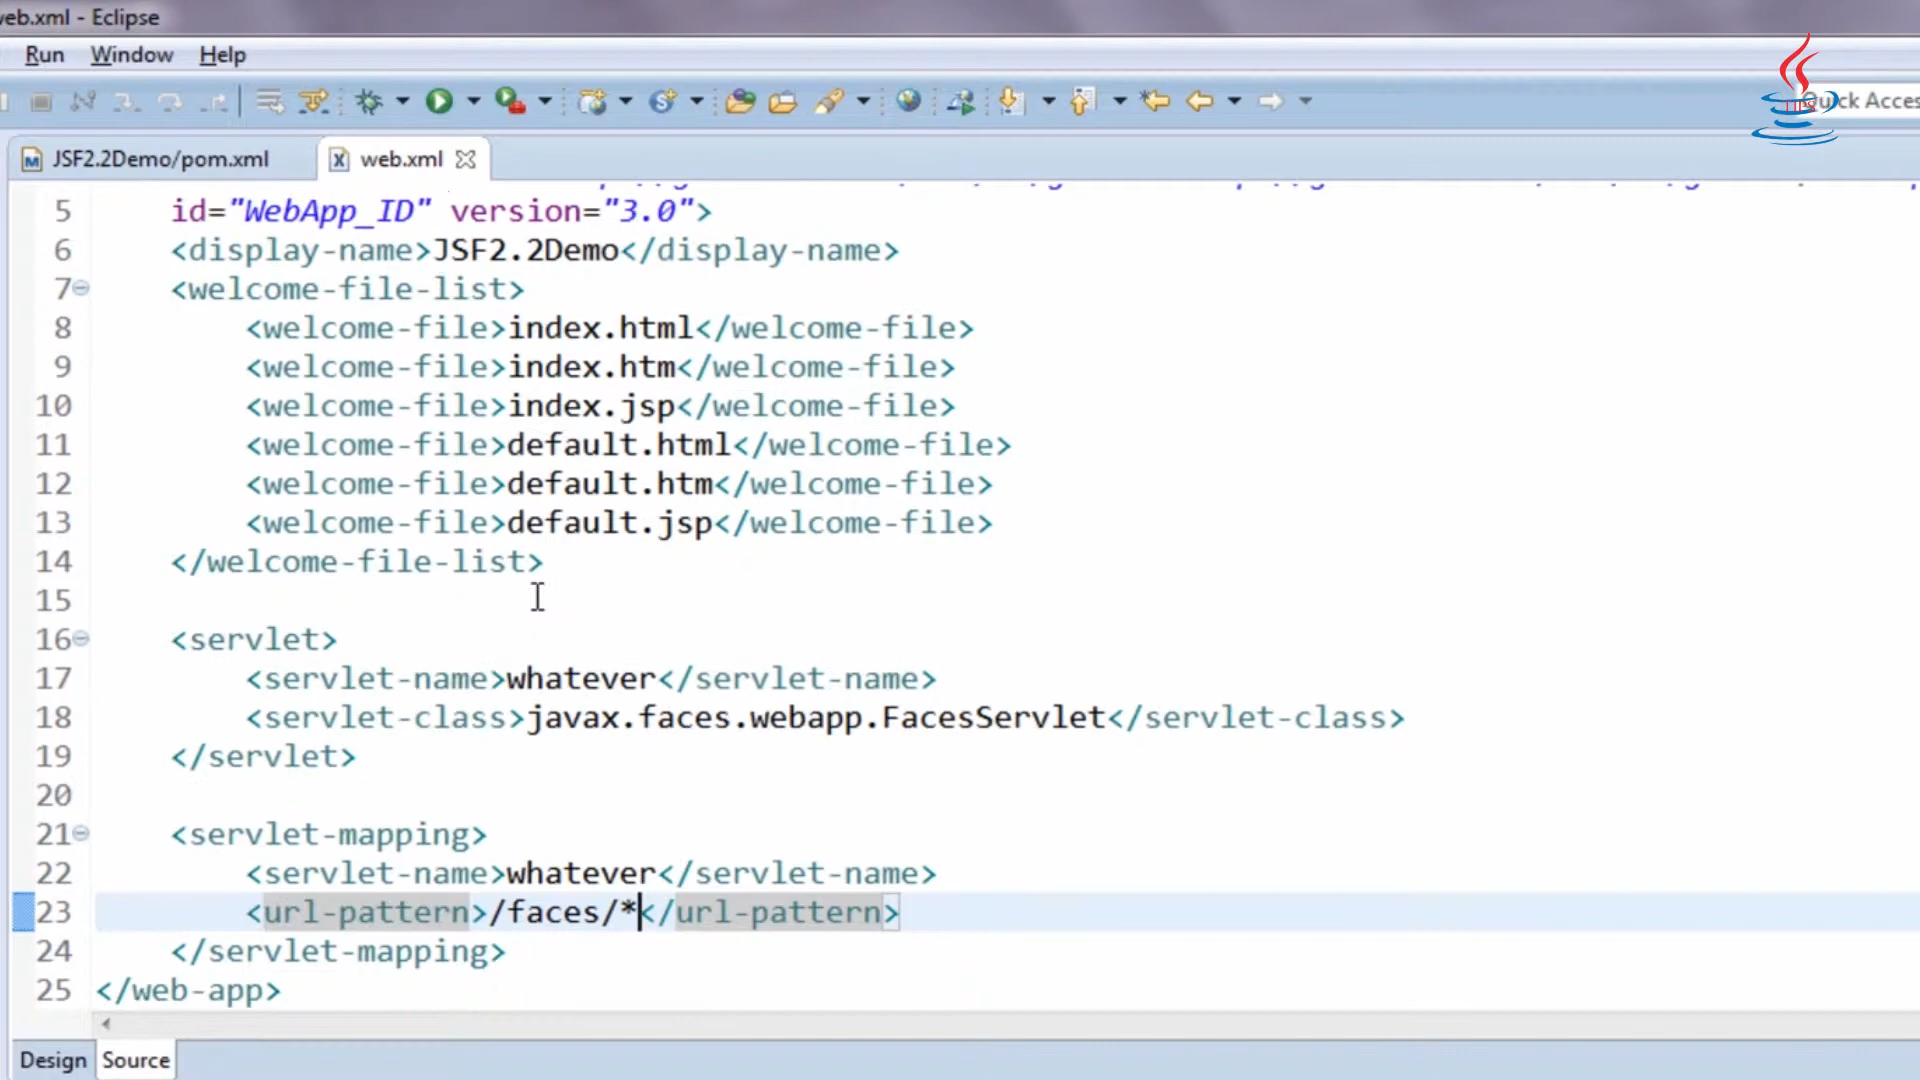 web.xml - Eclipse
Run Window Help
Quick Access
JSF2.2Demo/pom.xml web.xml
5 id="WebApp_ID" version="3.0">
6 <display-name>JSF2.2Demo</display-name>
7 <welcome-file-list>
8 <welcome-file>index.html</welcome-file>
9 <welcome-file>index.htm</welcome-file>
10 <welcome-file>index.jsp</welcome-file>
11 <welcome-file>default.html</welcome-file>
12 <welcome-file>default.htm</welcome-file>
13 <welcome-file>default.jsp</welcome-file>
14 </welcome-file-list>
15
16 <servlet>
17 <servlet-name>whatever</servlet-name>
18 <servlet-class>javax.faces.webapp.FacesServlet</servlet-class>
19 </servlet>
20
21 <servlet-mapping>
22 <servlet-name>whatever</servlet-name>
23 <url-pattern>/faces/*</url-pattern>
24 </servlet-mapping>
25 </web-app>
Design Source